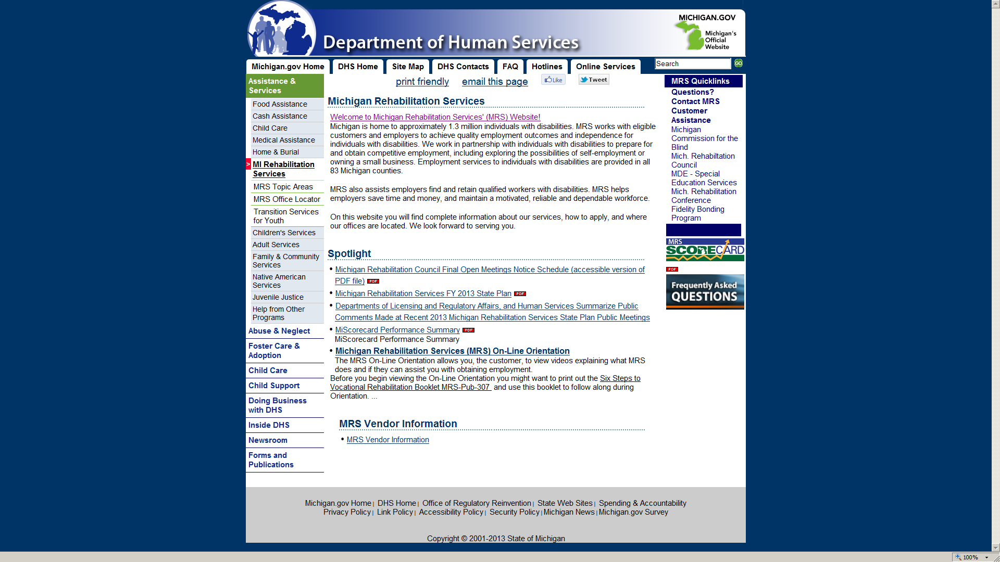 MICHIGAN.GOV
Michigan's
Official
Website
Department of Human Services
Michigan.gov Home
DHS Home
Site Map
DHS Contacts
FAQ
Hotlines
Online Services
Search
GO
Assistance &
Services
Food Assistance
Cash Assistance
Child Care
Medical Assistance
Home & Burial
>
MI Rehabilitation
Services
MRS Topic Areas
MRS Office Locator
Transition Services
for Youth
Children's Services
Adult Services
Family & Community
Services
Native American
Services
Juvenile Justice
Help from Other
Programs
Abuse & Neglect
Foster Care &
Adoption
Child Care
Child Support
Doing Business
with DHS
Inside DHS
Newsroom
Forms and
Publications
print friendly
email this page
Like
Tweet
Michigan Rehabilitation Services
Welcome to Michigan Rehabilitation Services' (MRS) Website!
Michigan is home to approximately 1.3 million individuals with disabilities. MRS works with eligible
customers and employers to achieve quality employment outcomes and independence for
individuals with disabilities. We work in partnership with individuals with disabilities to prepare for
and obtain competitive employment, including exploring the possibilities of self-employment or
owning a small business. Employment services to individuals with disabilities are provided in all
83 Michigan counties.
MRS also assists employers find and retain qualified workers with disabilities. MRS helps
employers save time and money, and maintain a motivated, reliable and dependable workforce.
On this website you will find complete information about our services, how to apply, and where
our offices are located. We look forward to serving you.
Spotlight
• Michigan Rehabilitation Council Final Open Meetings Notice Schedule (accessible version of
PDF file) PDF
• Michigan Rehabilitation Services FY 2013 State Plan PDF
• Departments of Licensing and Regulatory Affairs, and Human Services Summarize Public
Comments Made at Recent 2013 Michigan Rehabilitation Services State Plan Public Meetings
• MiScorecard Performance Summary PDF
MiScorecard Performance Summary
• Michigan Rehabilitation Services (MRS) On-Line Orientation
The MRS On-Line Orientation allows you, the customer, to view videos explaining what MRS
does and if they can assist you with obtaining employment.
Before you begin viewing the On-Line Orientation you might want to print out the Six Steps to
Vocational Rehabilitation Booklet MRS-Pub-307 and use this booklet to follow along during
Orientation. ...
MRS Vendor Information
• MRS Vendor Information
MRS Quicklinks
Questions?
Contact MRS
Customer
Assistance
Michigan
Commission for the
Blind
Mich. Rehabiltation
Council
MDE - Special
Education Services
Mich. Rehabilitation
Conference
Fidelity Bonding
Program
MRS
SCORECARD
PDF
Frequently Asked
QUESTIONS
Michigan.gov Home | DHS Home | Office of Regulatory Reinvention | State Web Sites | Spending & Accountability
Privacy Policy | Link Policy | Accessibility Policy | Security Policy | Michigan News | Michigan.gov Survey
Copyright © 2001-2013 State of Michigan
100%